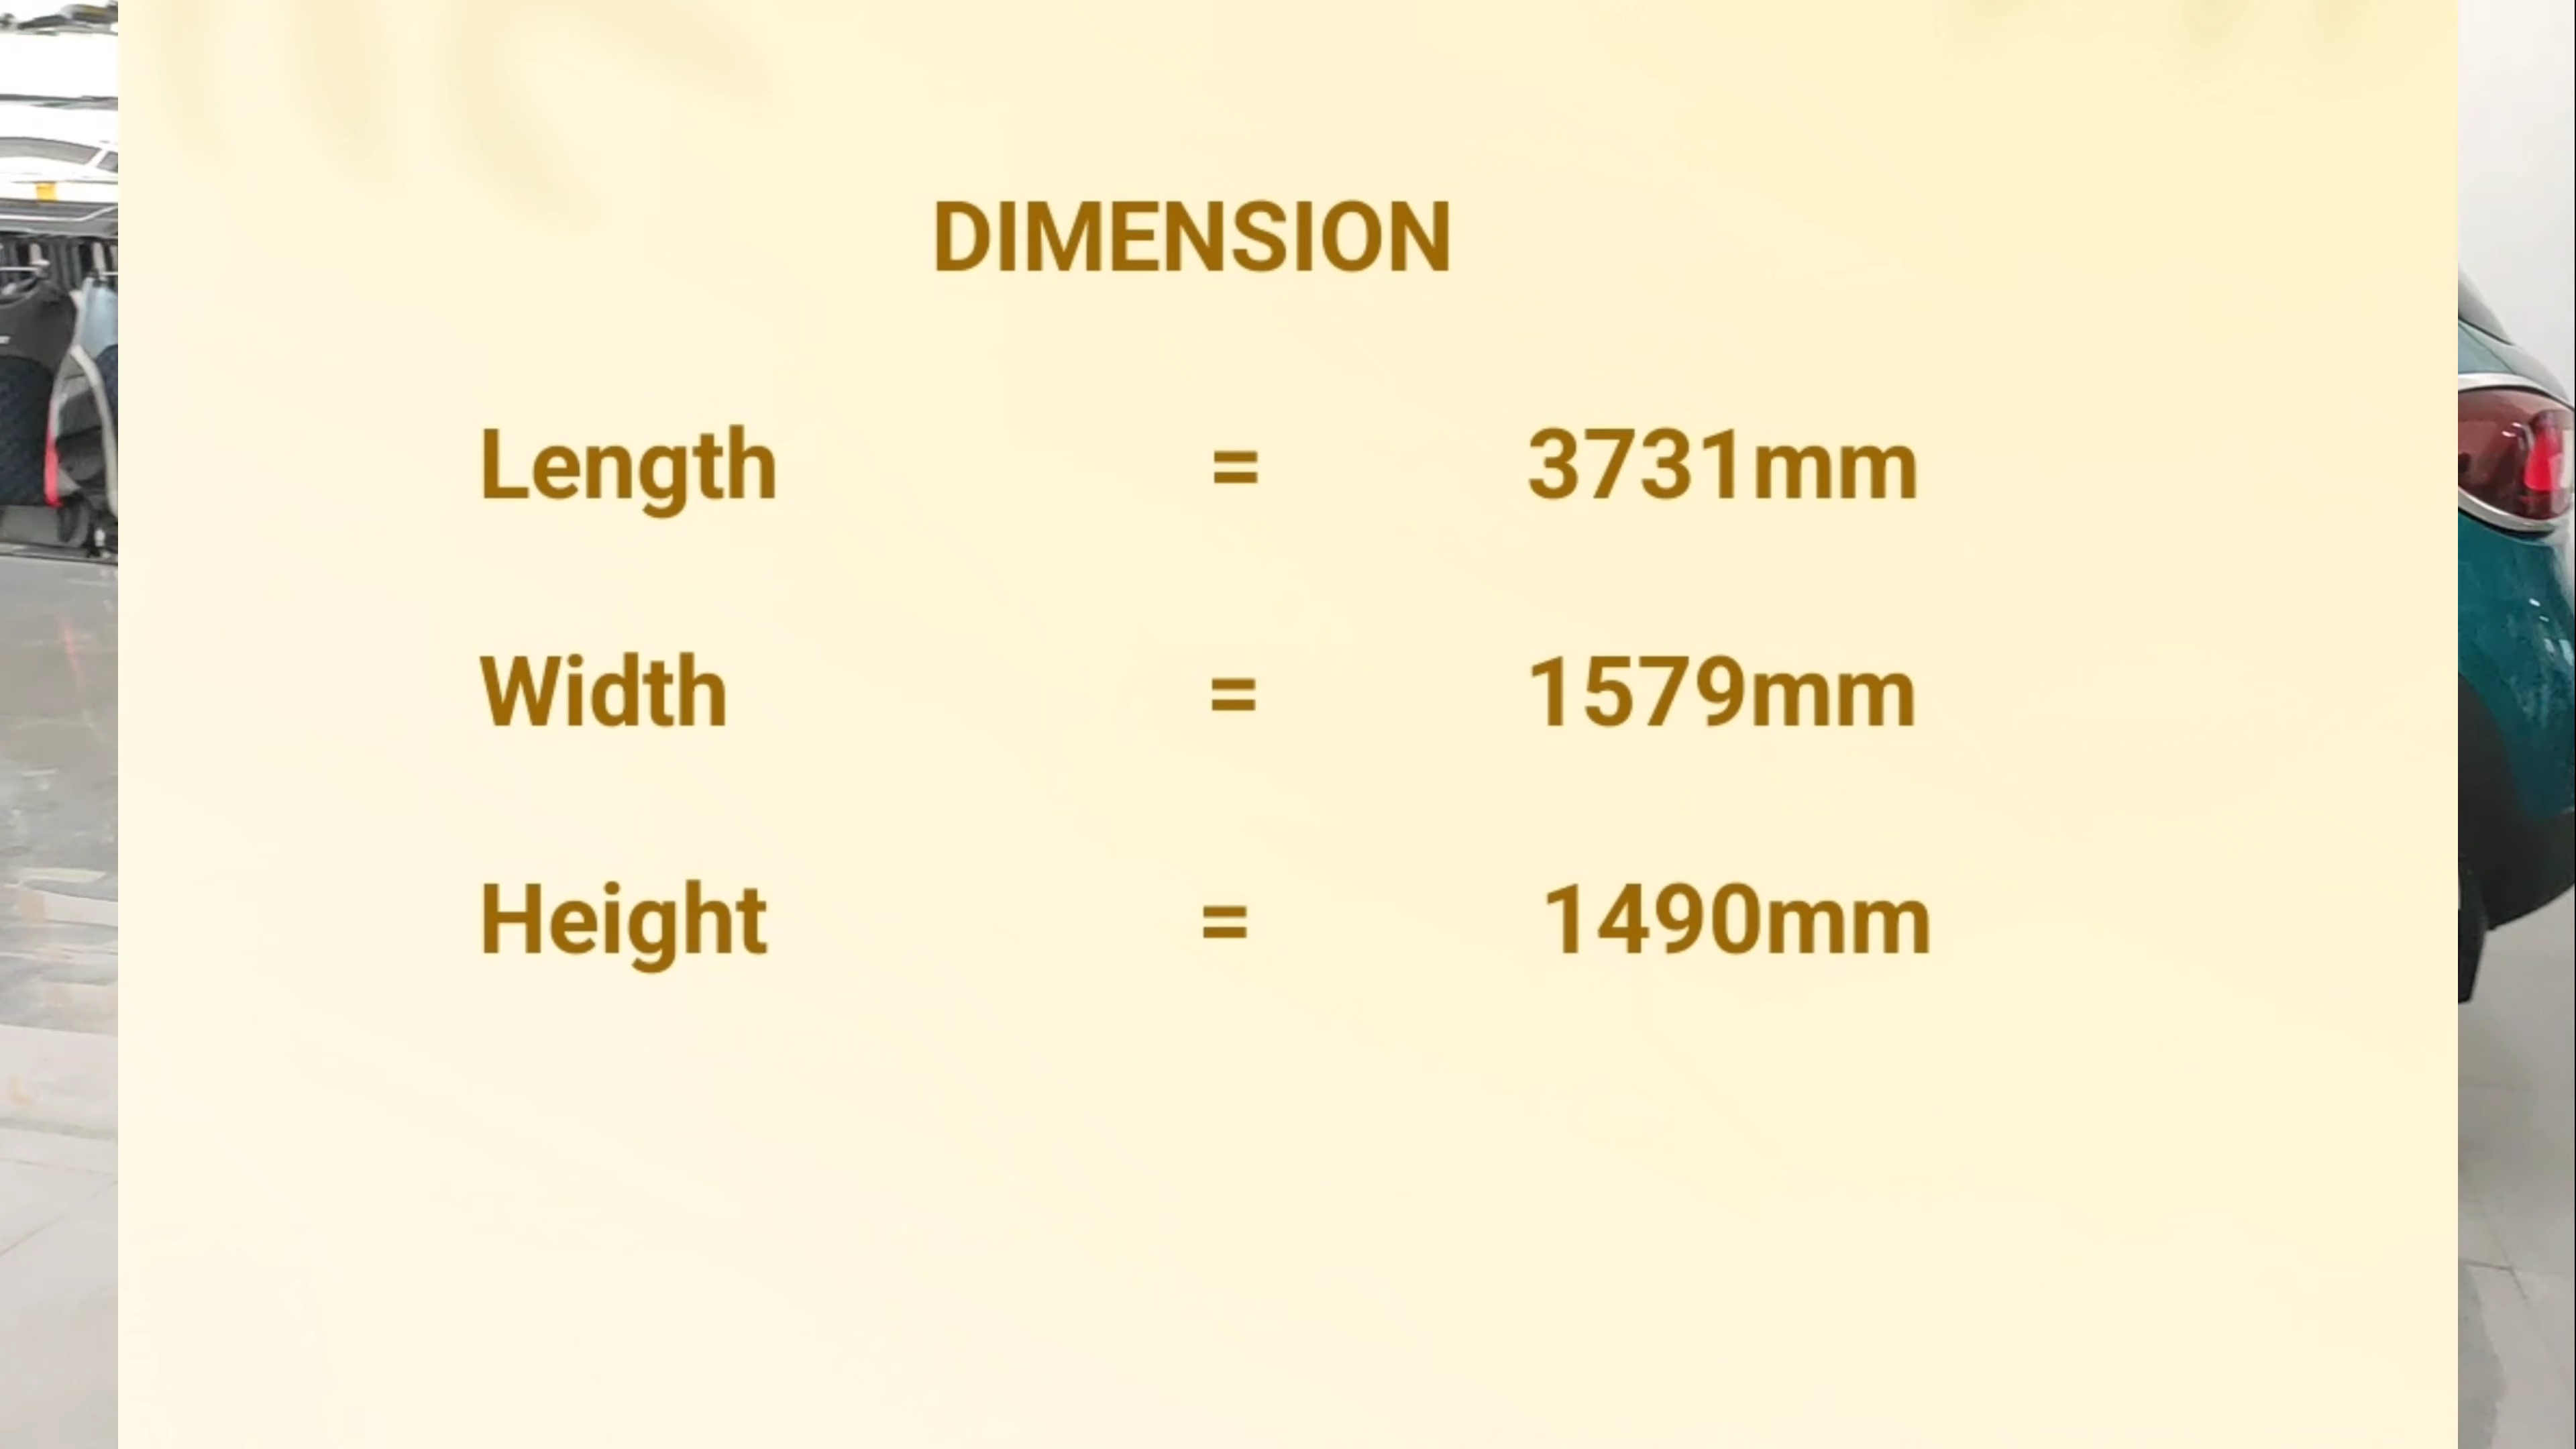 DIMENSION
Length = 3731mm
Width = 1579mm
Height = 1490mm